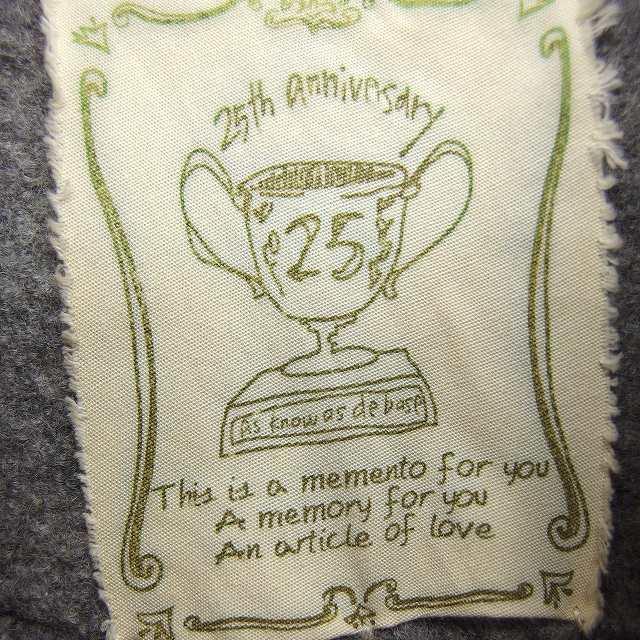 25th anniversary
25
as know as de base
This is a memento for you
A memory for you
An article of love